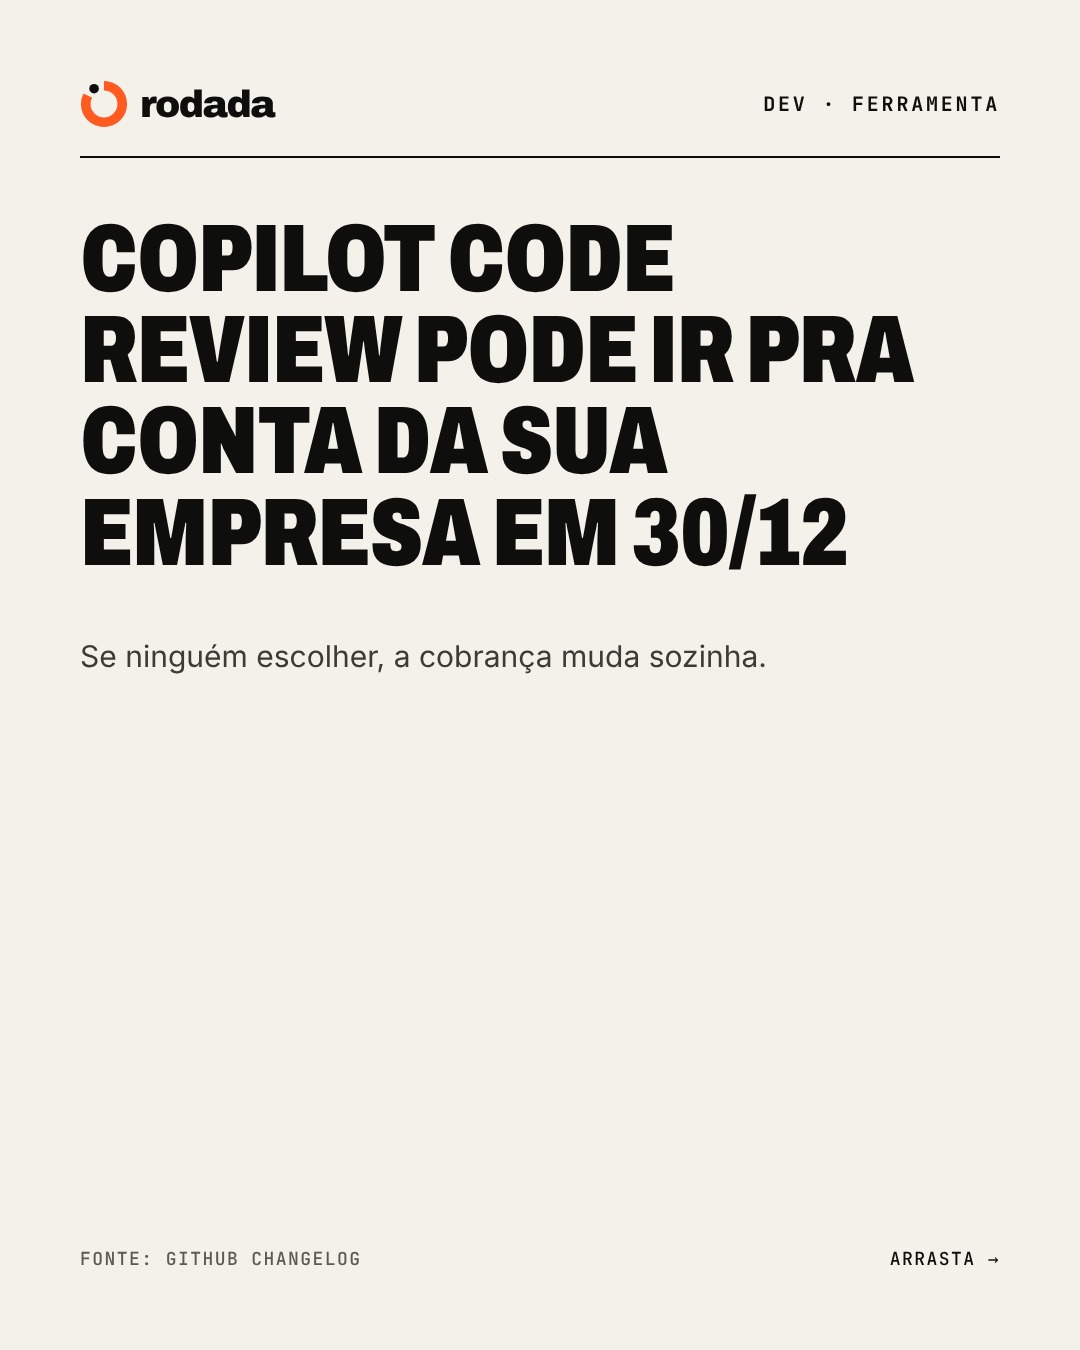 rodada
DEV · FERRAMENTA
COPILOT CODE
REVIEW PODE IR PRA
CONTA DA SUA
EMPRESA EM 30/12
Se ninguém escolher, a cobrança muda sozinha.
FONTE: GITHUB CHANGELOG
ARRASTA →